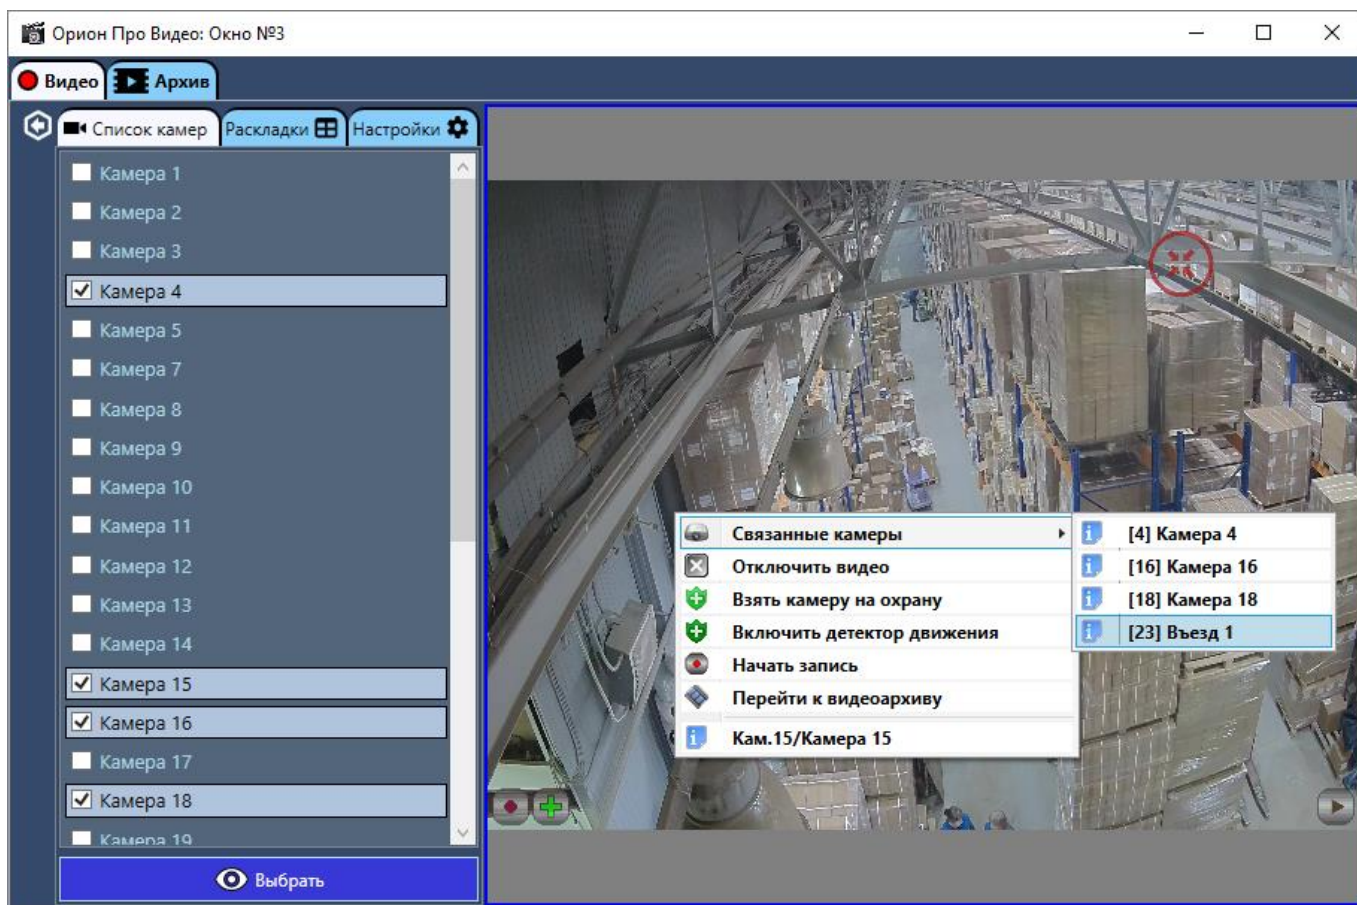 Орион Про Видео: Окно №3
Видео Архив
Список камер Раскладки Настройки
Камера 1
Камера 2
Камера 3
Камера 4
Камера 5
Камера 7
Камера 8
Камера 9
Камера 10
Камера 11
Камера 12
Камера 13
Камера 14
Камера 15
Камера 16
Камера 17
Камера 18
Камера 19
Выбрать
Связанные камеры
Отключить видео
Взять камеру на охрану
Включить детектор движения
Начать запись
Перейти к видеоархиву
Кам.15/Камера 15
[4] Камера 4
[16] Камера 16
[18] Камера 18
[23] Въезд 1